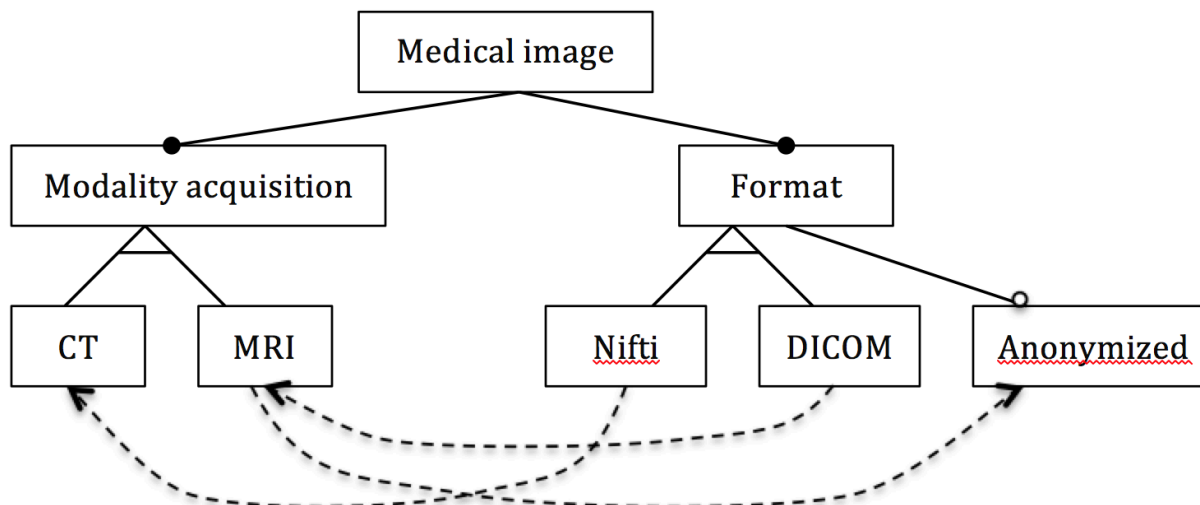 Medical image
Modality acquisition
Format
CT
MRI
Nifti
DICOM
Anonymized